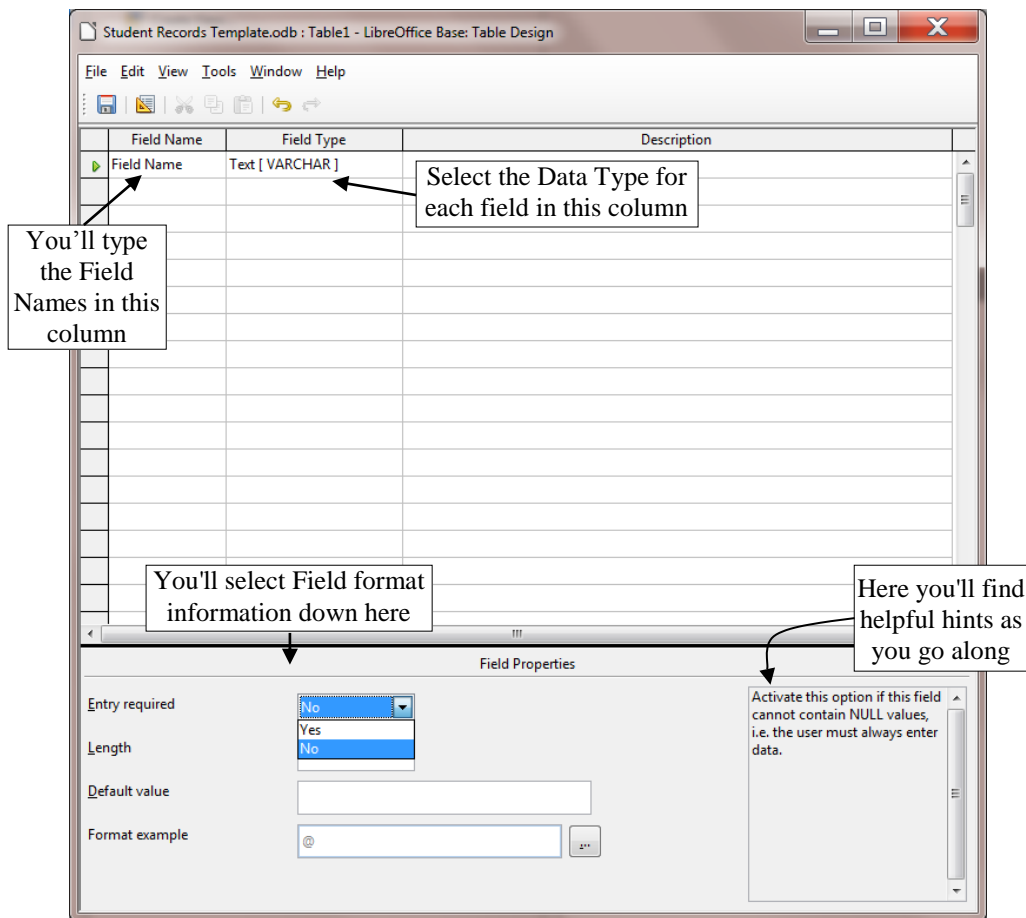 Student Records Template.odb : Table1 - LibreOffice Base: Table Design
File Edit View Tools Window Help
Field Name Field Type Description
Field Name Text [ VARCHAR ]
Select the Data Type for
each field in this column
You’ll type
the Field
Names in this
column
You'll select Field format
information down here
Here you'll find
helpful hints as
you go along
Field Properties
Entry required
No
Yes
No
Length
Default value
Format example
@
...
Activate this option if this field
cannot contain NULL values,
i.e. the user must always enter
data.